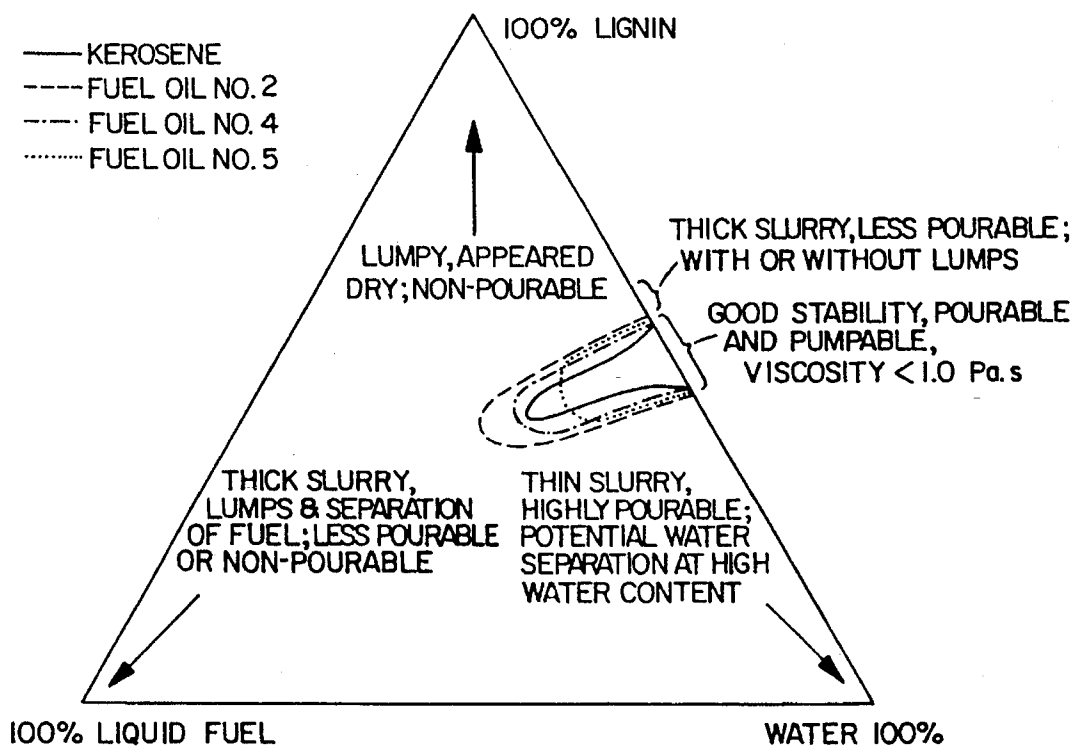 100% LIGNIN
KEROSENE
FUEL OIL NO. 2
FUEL OIL NO. 4
FUEL OIL NO. 5
THICK SLURRY, LESS POURABLE;
WITH OR WITHOUT LUMPS
LUMPY, APPEARED
DRY; NON-POURABLE
GOOD STABILITY, POURABLE
AND PUMPABLE,
VISCOSITY < 1.0 Pa.s
THICK SLURRY,
LUMPS & SEPARATION
OF FUEL; LESS POURABLE
OR NON-POURABLE
THIN SLURRY,
HIGHLY POURABLE;
POTENTIAL WATER
SEPARATION AT HIGH
WATER CONTENT
100% LIQUID FUEL
WATER 100%